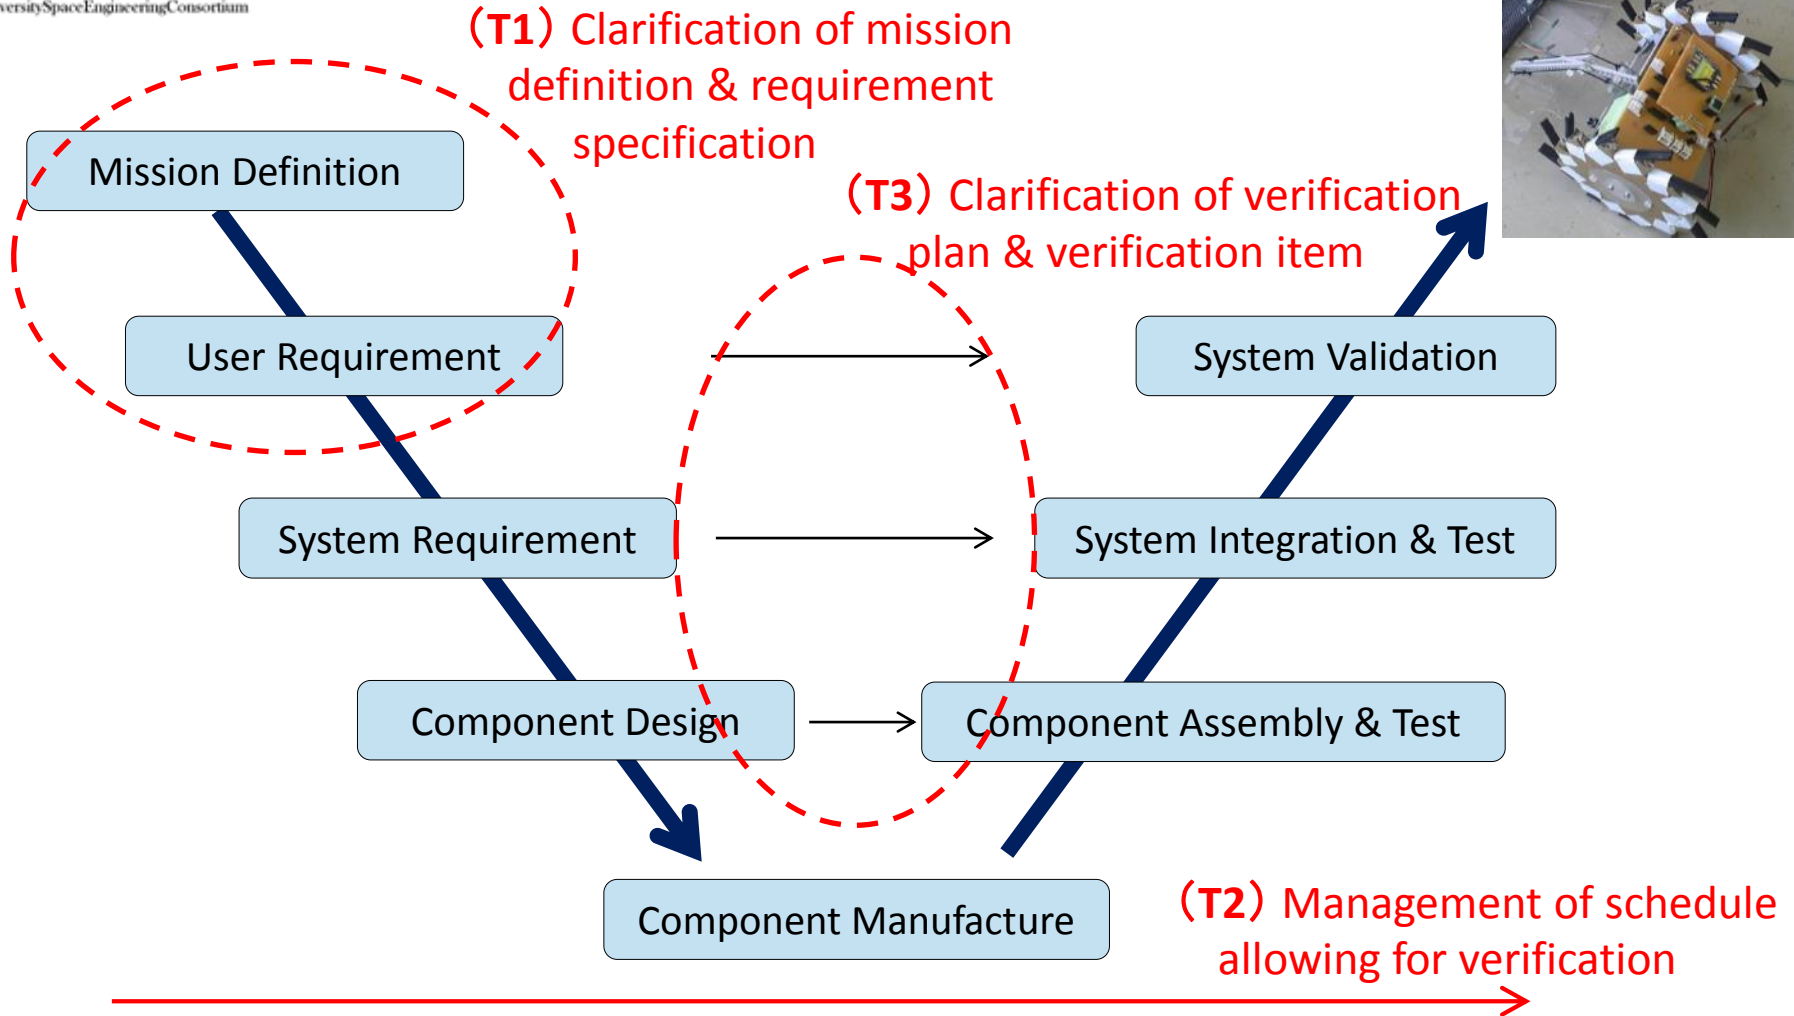 versitySpaceEngineeringConsortium
（T1）Clarification of mission
definition & requirement
specification
Mission Definition
（T3）Clarification of verification
plan & verification item
User Requirement
System Validation
System Requirement
System Integration & Test
Component Design
Component Assembly & Test
Component Manufacture
（T2）Management of schedule
allowing for verification